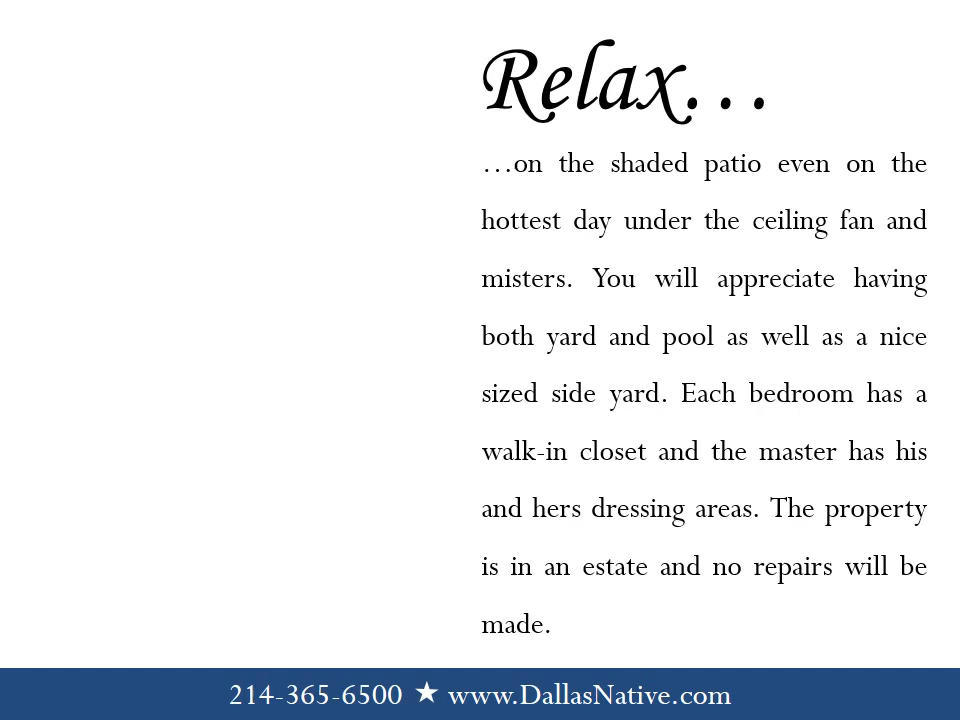 Relax…
…on the shaded patio even on the
hottest day under the ceiling fan and
misters. You will appreciate having
both yard and pool as well as a nice
sized side yard. Each bedroom has a
walk-in closet and the master has his
and hers dressing areas. The property
is in an estate and no repairs will be
made.
214-365-6500 ★ www.DallasNative.com